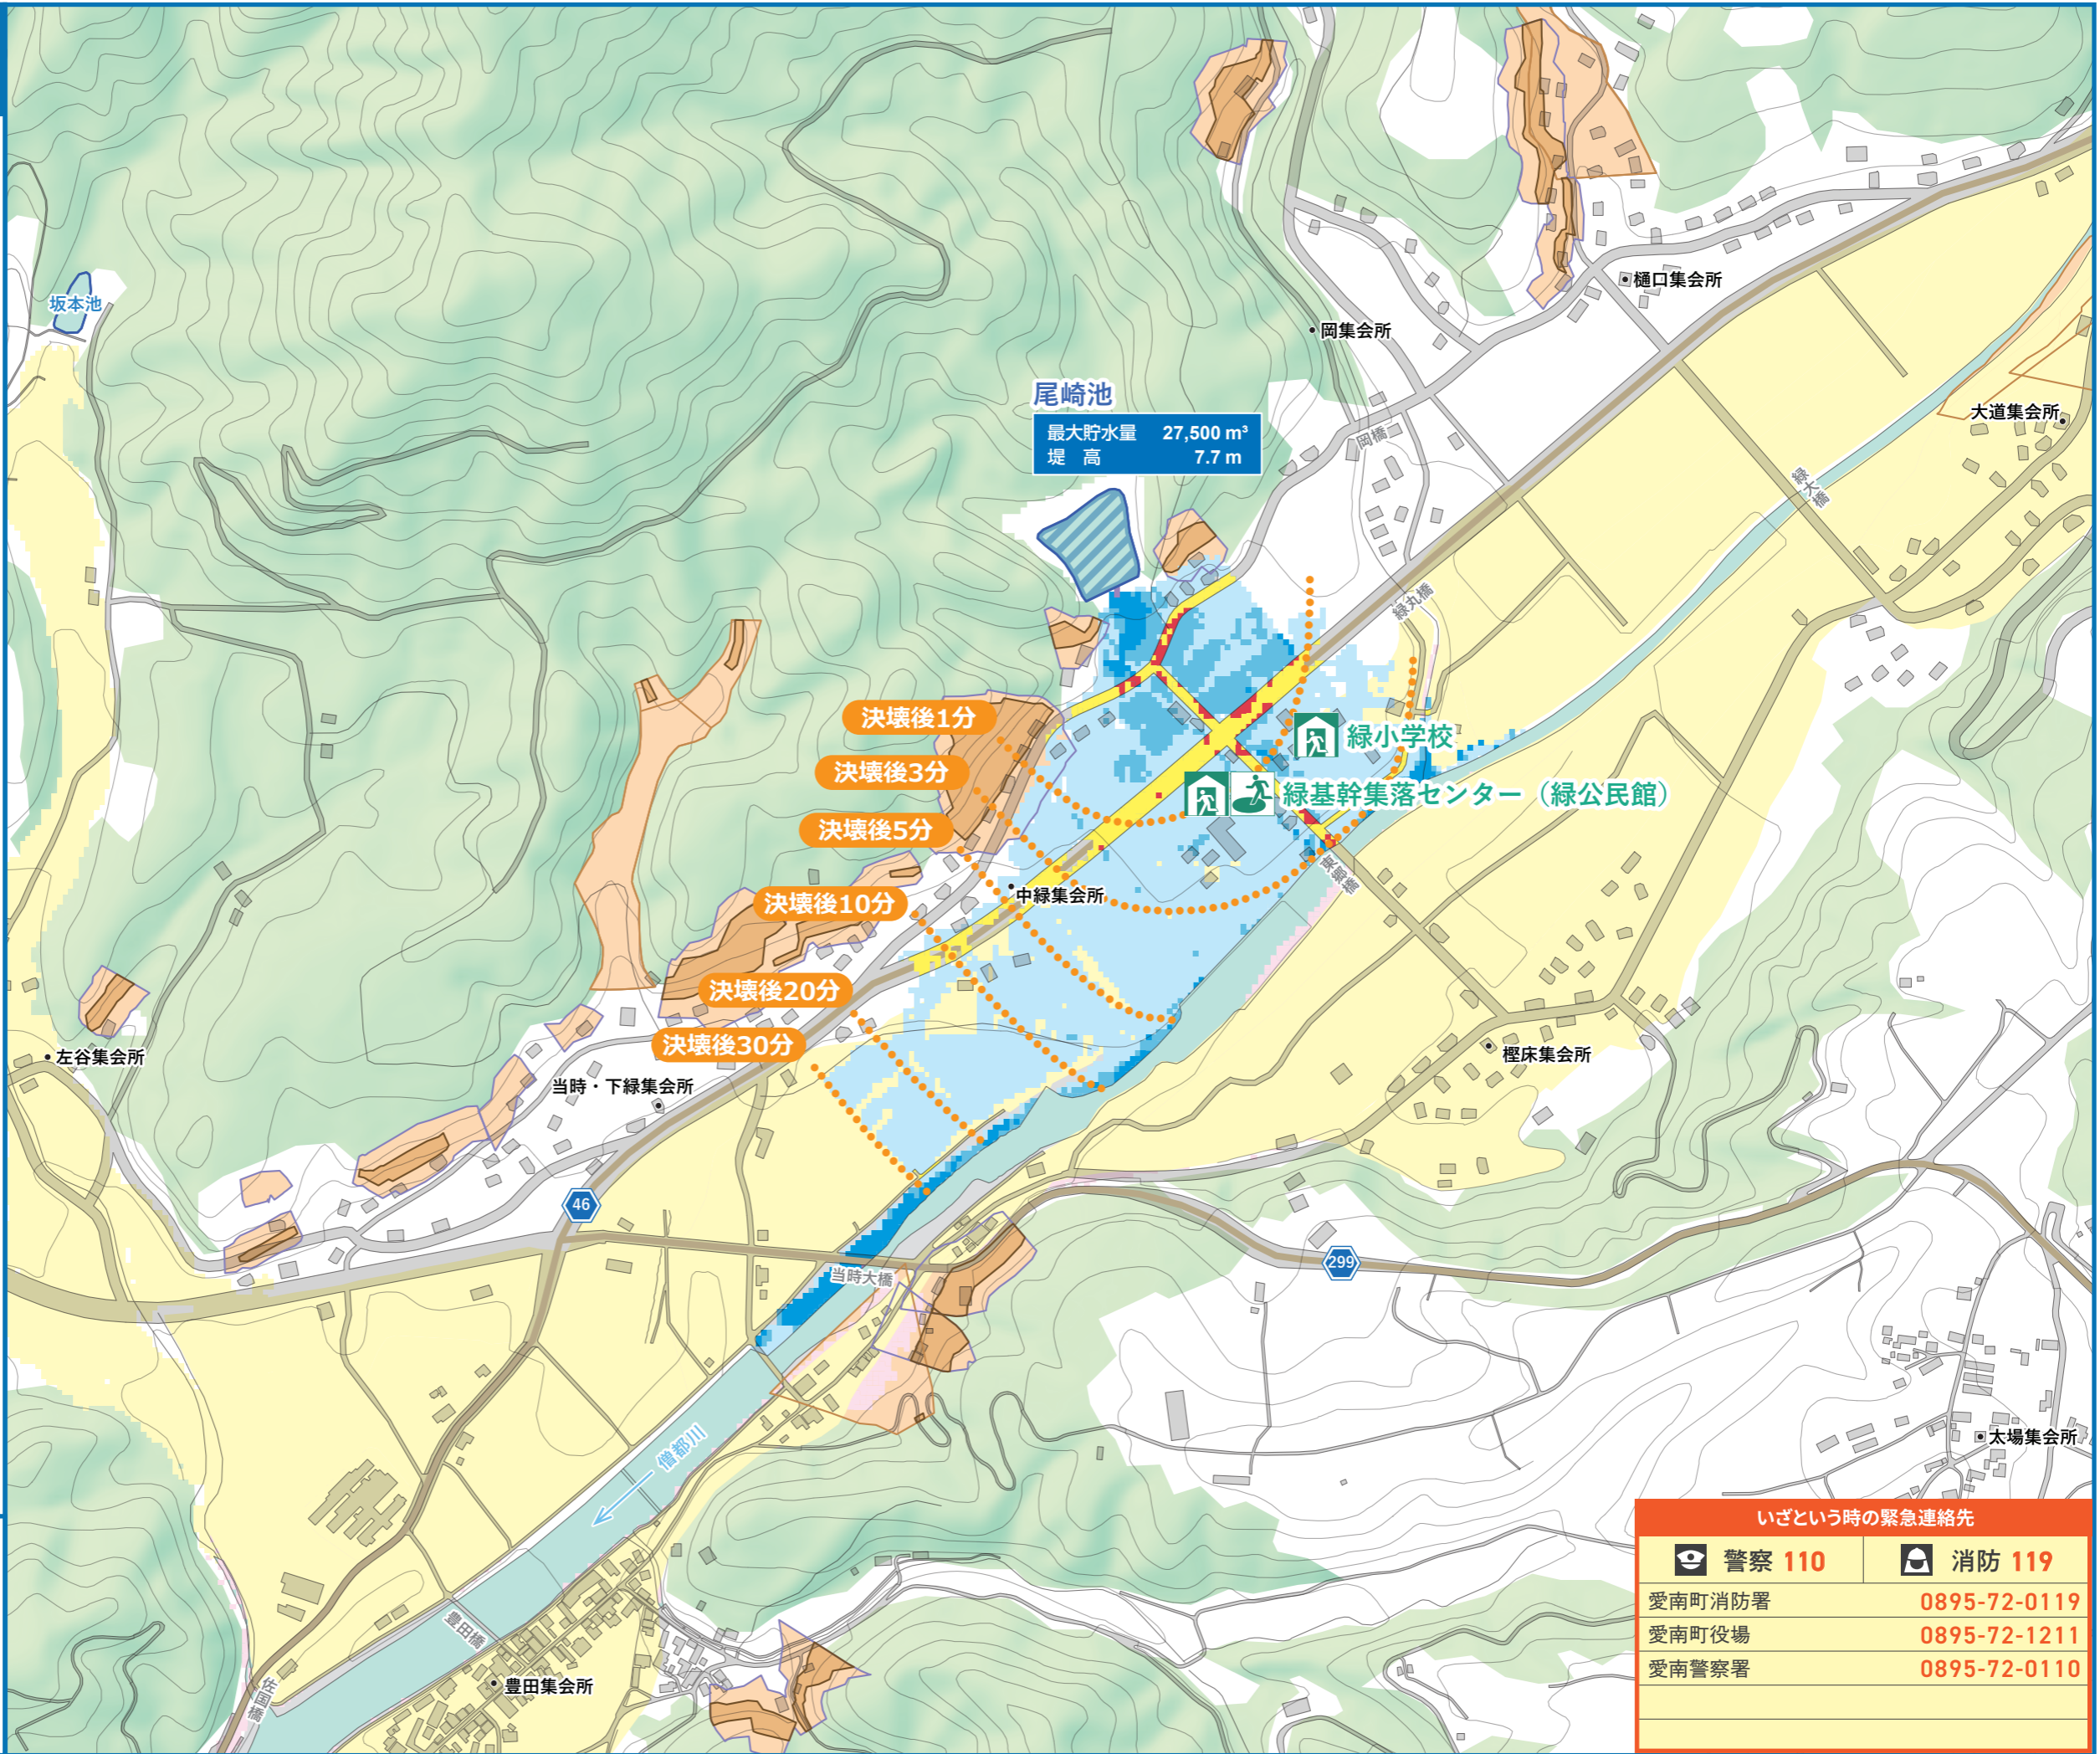 坂本池
樋口集会所
岡集会所
尾崎池
最大貯水量 27,500 m³
堤 高 7.7 m
岡橋
大道集会所
緑大橋
緑丸橋
決壊後1分
緑小学校
決壊後3分
緑基幹集落センター（緑公民館）
決壊後5分
東郷橋
中緑集会所
決壊後10分
決壊後20分
決壊後30分
左谷集会所
樫床集会所
当時・下緑集会所
46
299
当時大橋
僧都川
太場集会所
豊田橋
豊田集会所
佐国橋
いざという時の緊急連絡先
警察 110 消防 119
愛南町消防署 0895-72-0119
愛南町役場 0895-72-1211
愛南警察署 0895-72-0110